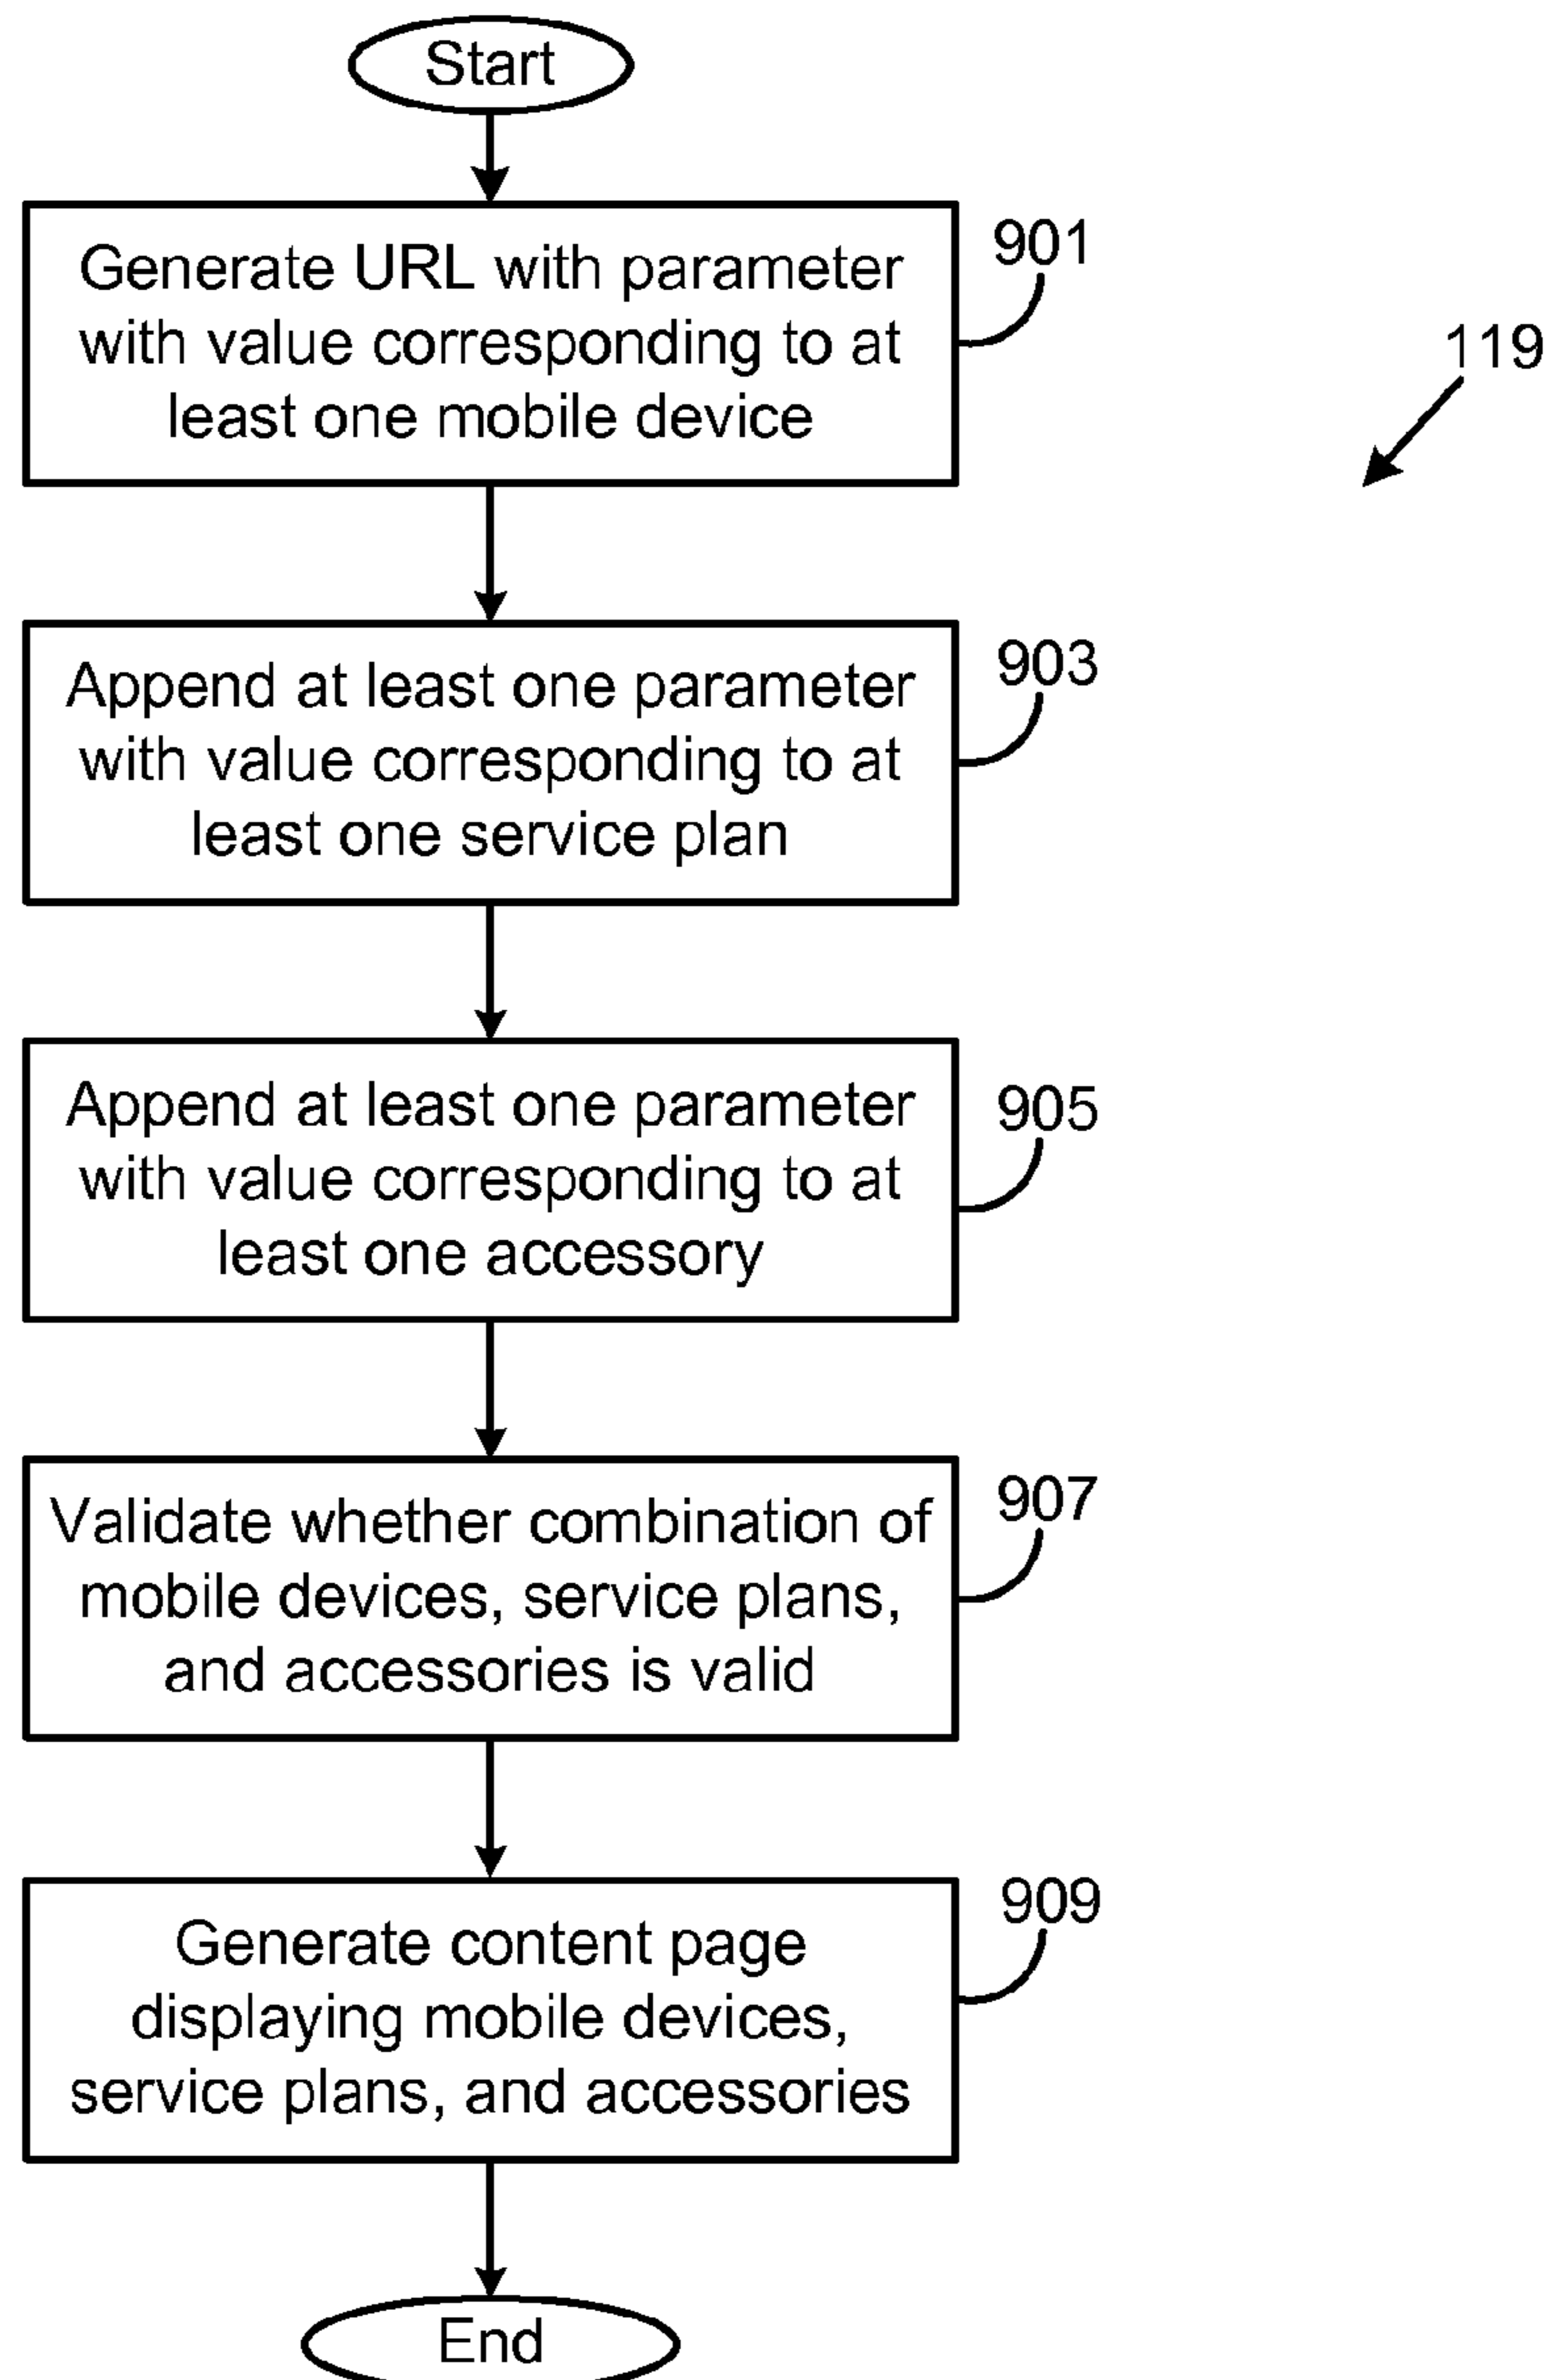 Start
Generate URL with parameter
with value corresponding to at
least one mobile device
901
119
Append at least one parameter
with value corresponding to at
least one service plan
903
Append at least one parameter
with value corresponding to at
least one accessory
905
Validate whether combination of
mobile devices, service plans,
and accessories is valid
907
Generate content page
displaying mobile devices,
service plans, and accessories
909
End